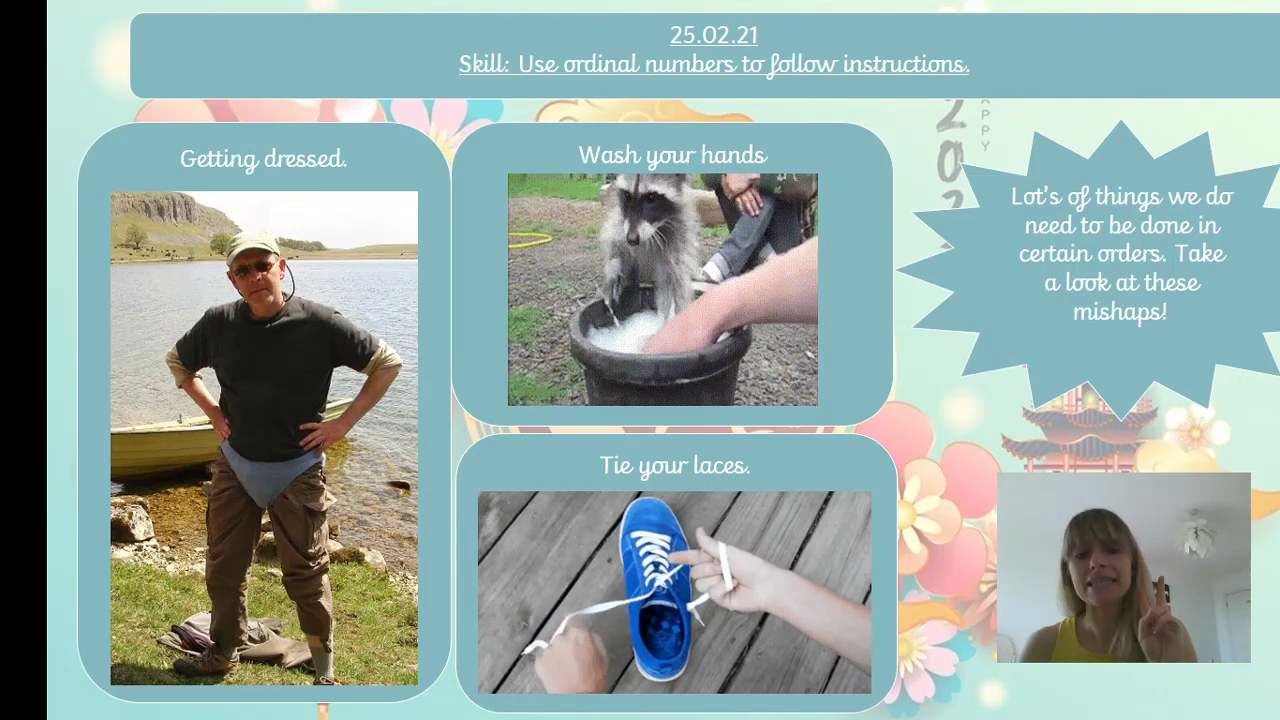 25.02.21
Skill: Use ordinal numbers to follow instructions.
Getting dressed.
Wash your hands
Tie your laces.
Lot's of things we do
need to be done in
certain orders. Take
a look at these
mishaps!